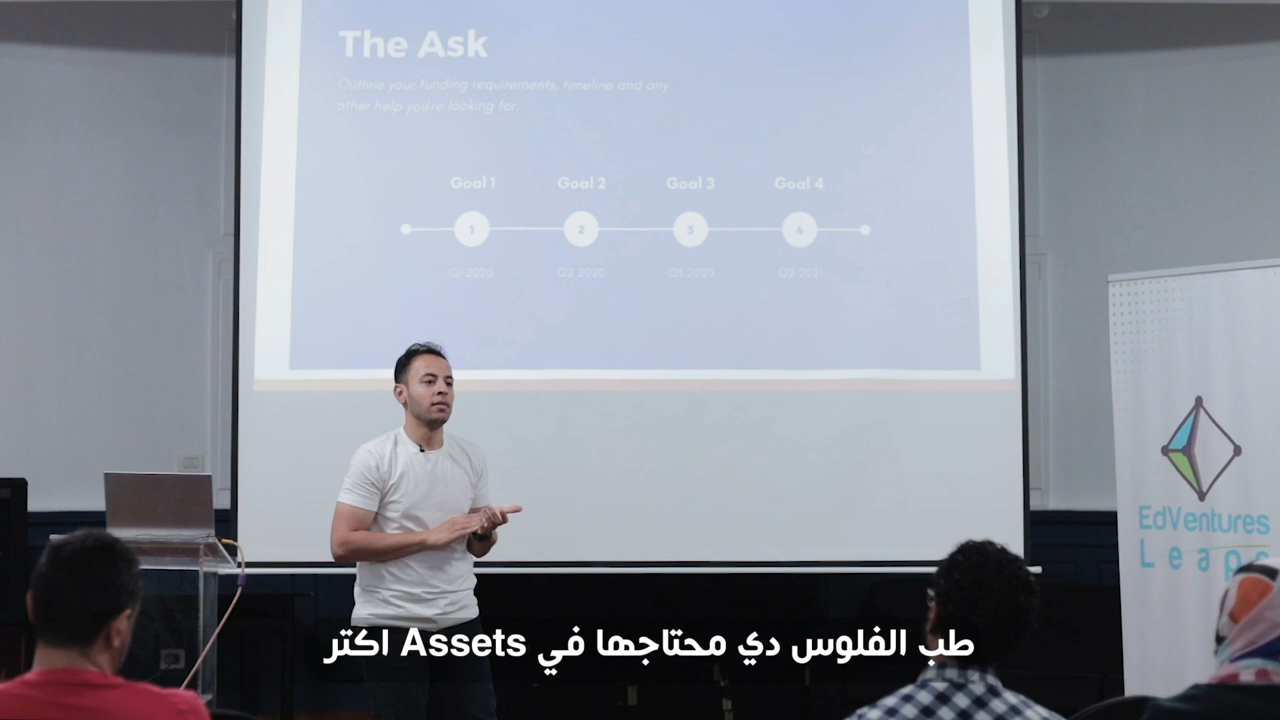 The Ask
Outline your funding requirements, timeline and any
other help you're looking for.
Goal 1 Goal 2 Goal 3 Goal 4
1 2 3 4
Q1 2020 Q2 2020 Q3 2020 Q2 2021
EdVentures
Leaps
طب الفلوس دي محتاجها في Assets اكتر